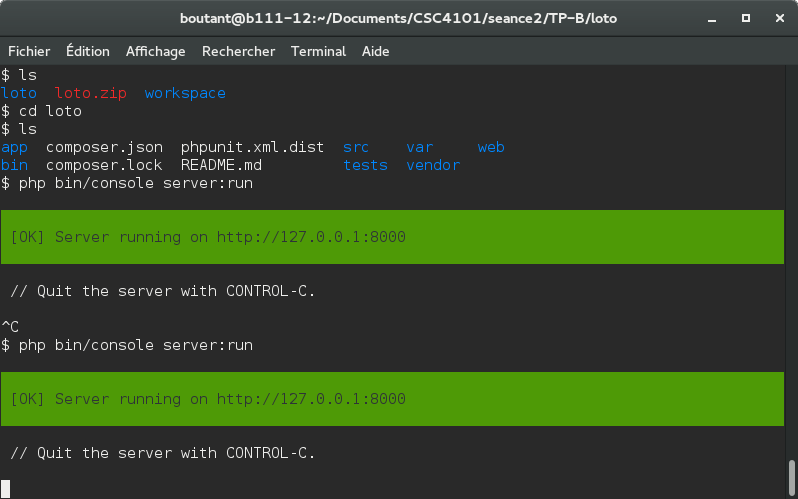 boutant@b111-12:~/Documents/CSC4101/seance2/TP-B/loto
Fichier Édition Affichage Rechercher Terminal Aide
$ ls
loto loto.zip workspace
$ cd loto
$ ls
app composer.json phpunit.xml.dist src var web
bin composer.lock README.md tests vendor
$ php bin/console server:run
[OK] Server running on http://127.0.0.1:8000
// Quit the server with CONTROL-C.
^C
$ php bin/console server:run
[OK] Server running on http://127.0.0.1:8000
// Quit the server with CONTROL-C.